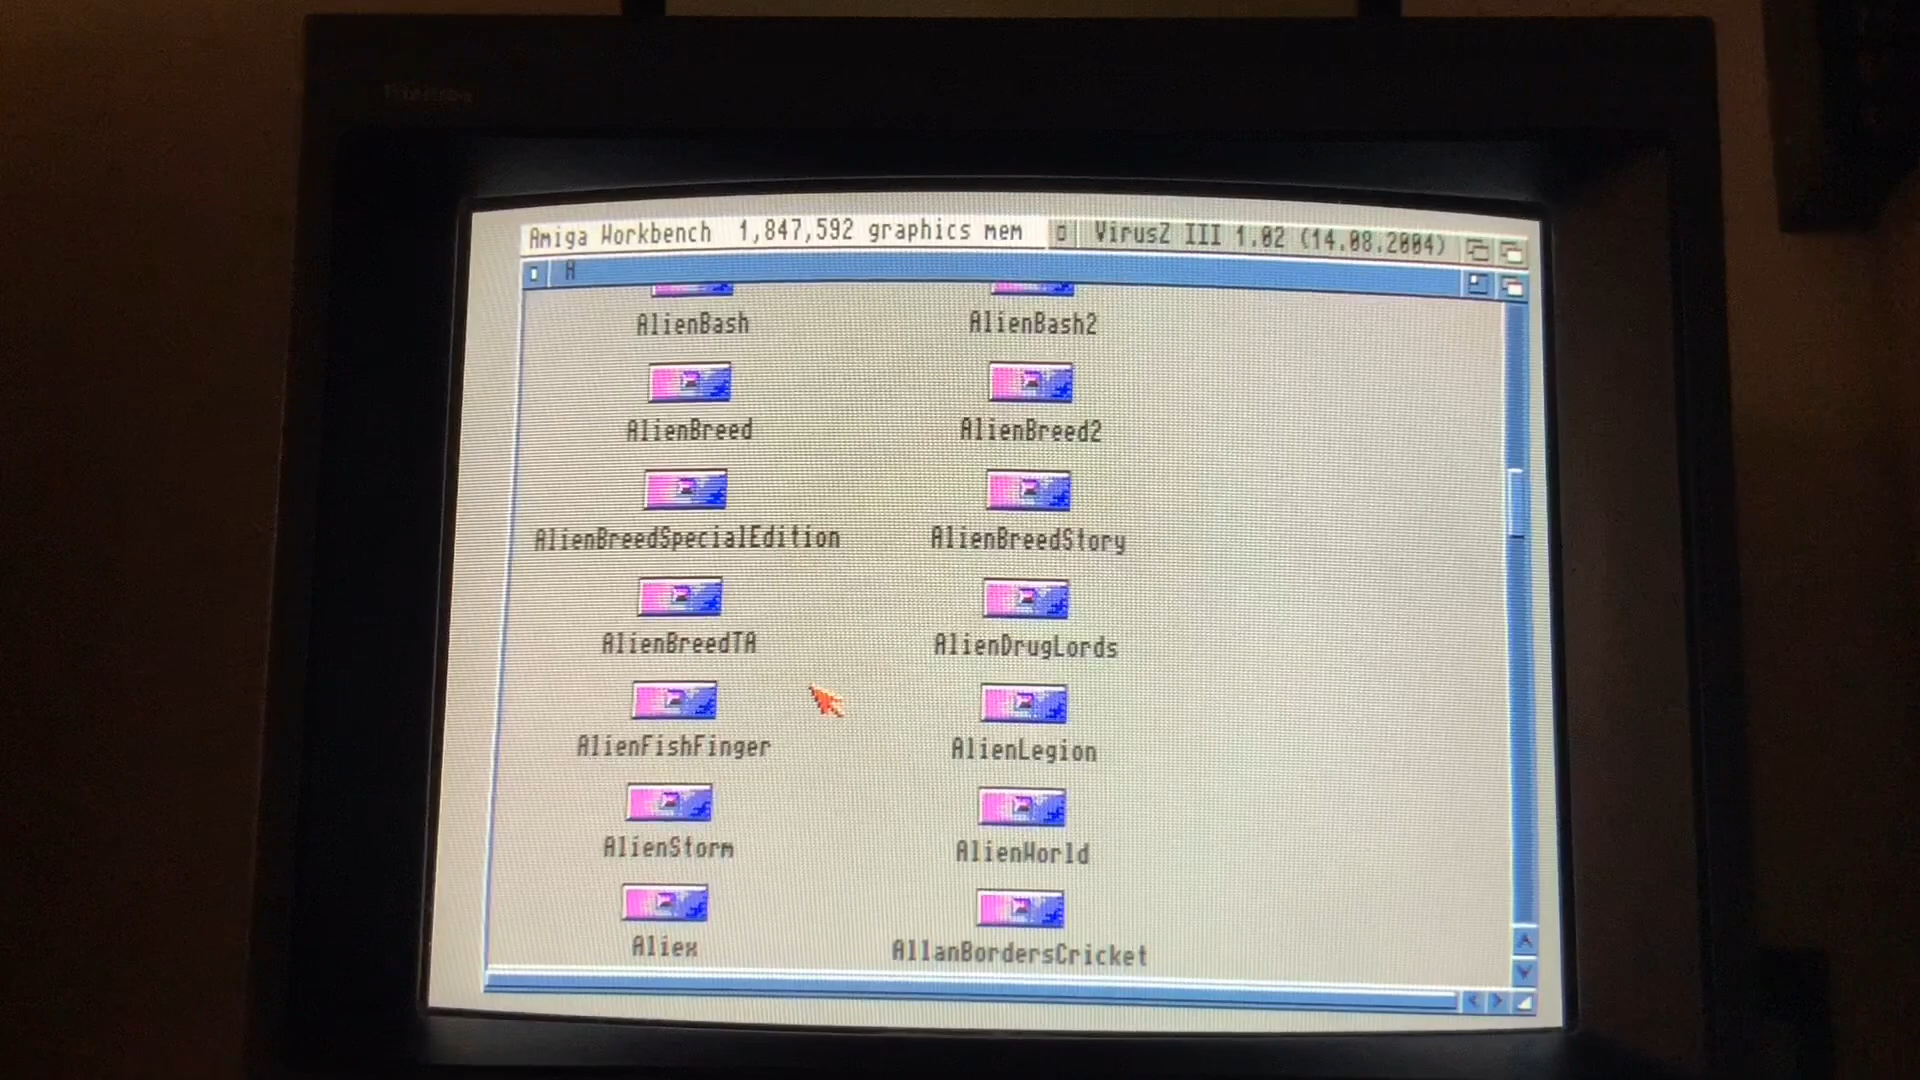 Amiga Workbench 1,847,592 graphics mem
VirusZ III 1.02 (14.08.2004)
A
AlienBash AlienBash2
AlienBreed AlienBreed2
AlienBreedSpecialEdition AlienBreedStory
AlienBreedTA AlienDrugLords
AlienFishFinger AlienLegion
AlienStorm AlienWorld
Aliex AllanBordersCricket